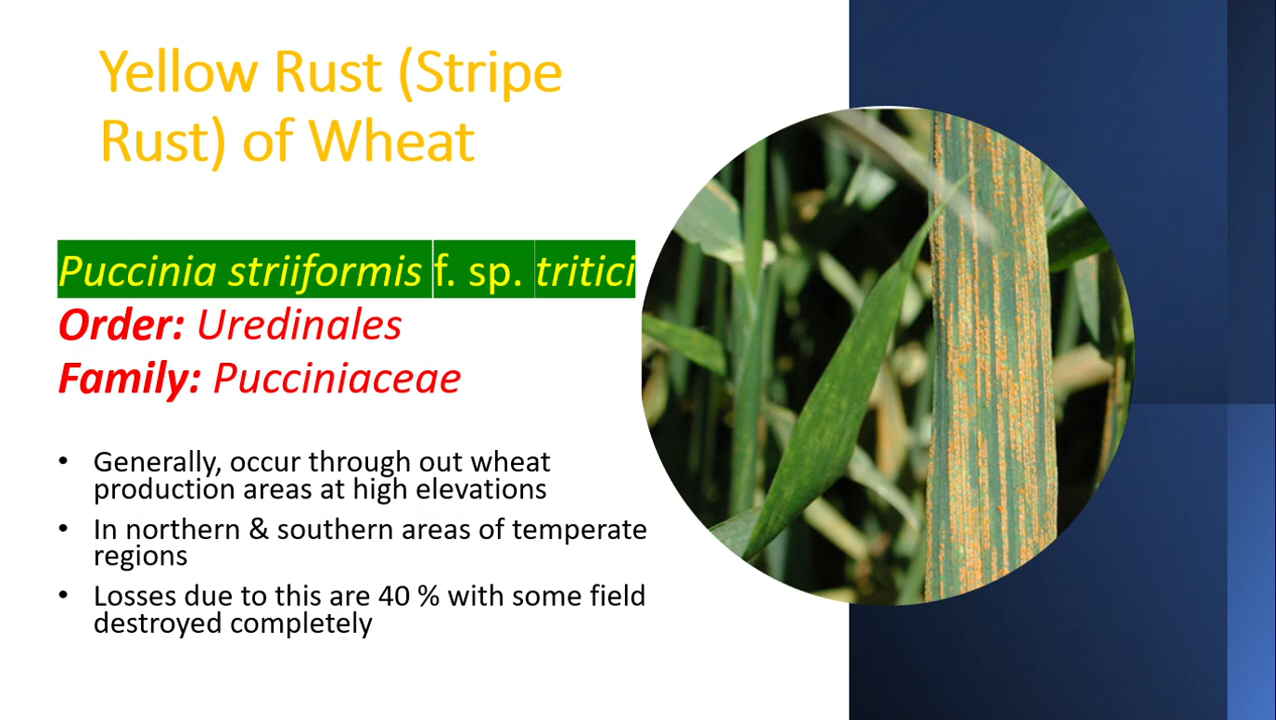 Yellow Rust (Stripe
Rust) of Wheat
Puccinia striiformis f. sp. tritici
Order: Uredinales
Family: Pucciniaceae
• Generally, occur through out wheat
production areas at high elevations
• In northern & southern areas of temperate
regions
• Losses due to this are 40 % with some field
destroyed completely